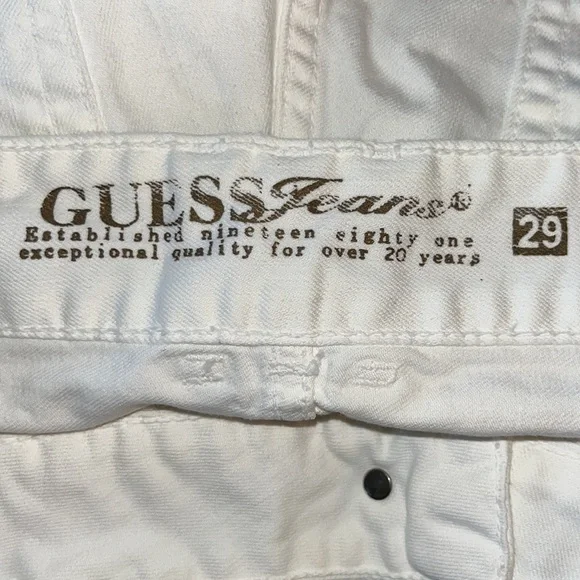 GUESS Jeans®
Established nineteen eighty one
exceptional quality for over 20 years
29